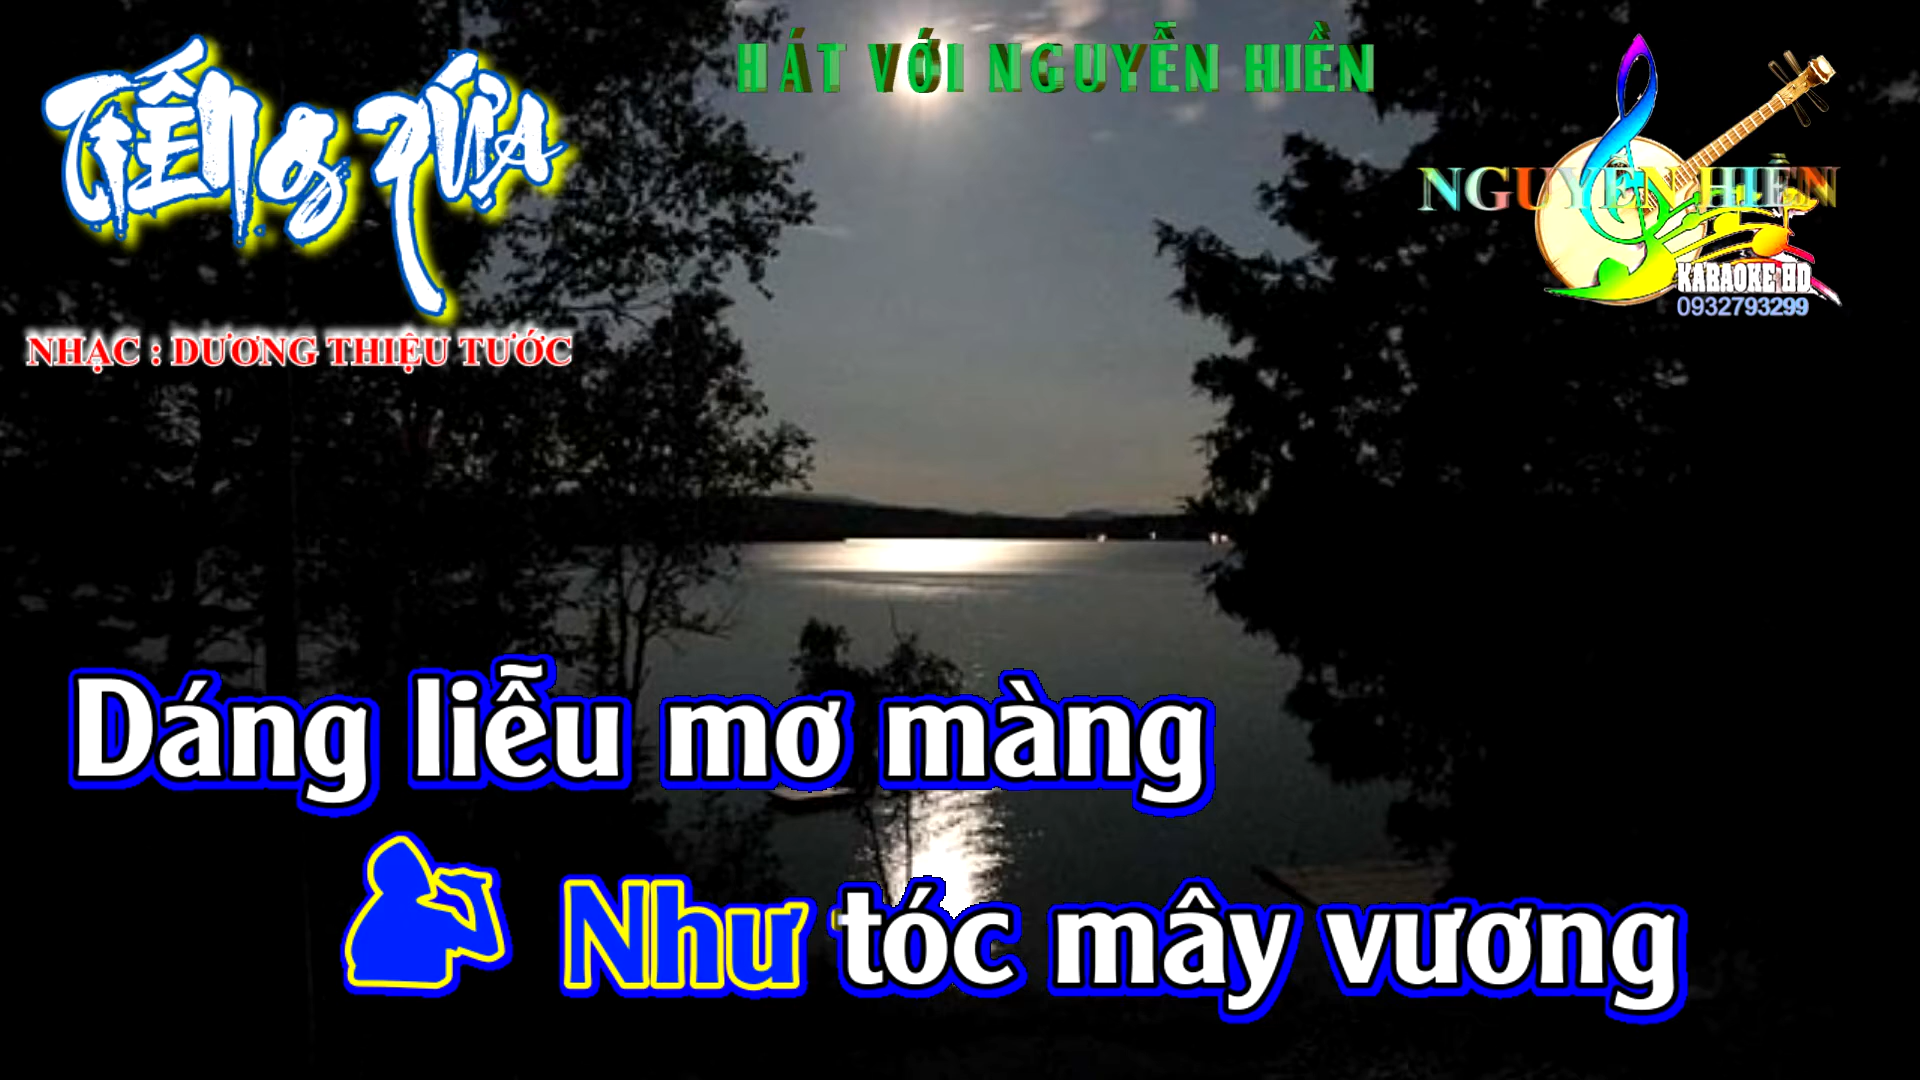 TIẾNG XƯA
HÁT VỚI NGUYỄN HIỀN
NGUYỄN HIỀN
KARAOKE HD
0932793299
NHẠC : DƯƠNG THIỆU TƯỚC
Dáng liễu mơ màng
Như tóc mây vương